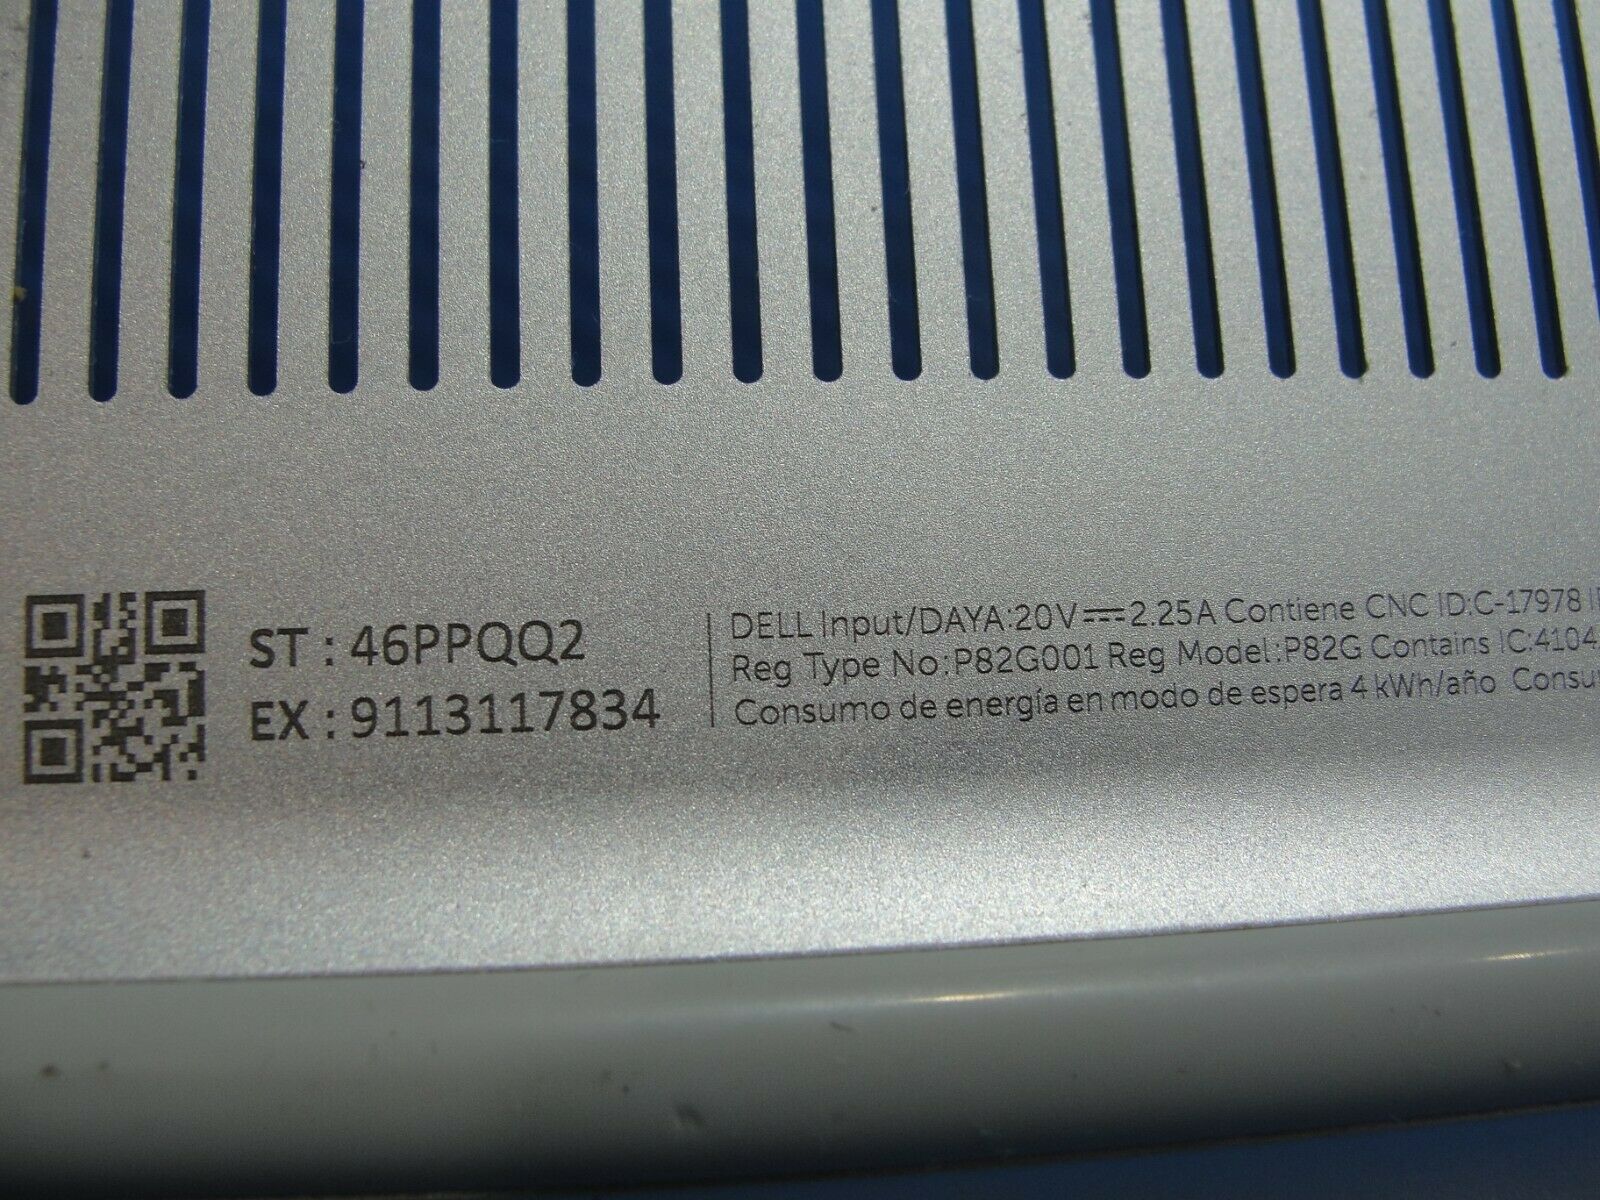 ST : 46PPQQ2
EX : 9113117834
DELL Input/DAYA:20V⎓2.25A Contiene CNC ID:C-17978
Reg Type No:P82G001 Reg Model:P82G Contains IC:4104
Consumo de energía en modo de espera 4 kWh/año